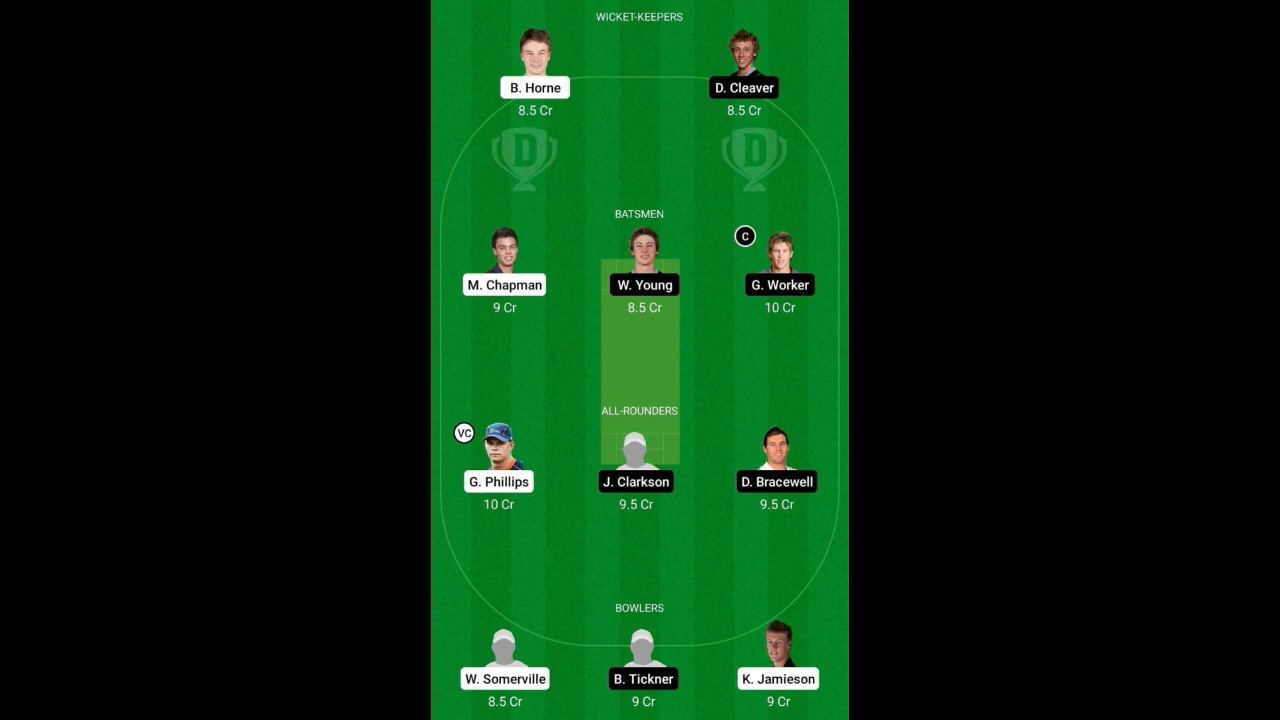 WICKET-KEEPERS
B. Horne
D. Cleaver
8.5 Cr
8.5 Cr
D
D
BATSMEN
C
M. Chapman
W. Young
G. Worker
9 Cr
8.5 Cr
10 Cr
ALL-ROUNDERS
VC
G. Phillips
J. Clarkson
D. Bracewell
10 Cr
9.5 Cr
9.5 Cr
BOWLERS
W. Somerville
B. Tickner
K. Jamieson
8.5 Cr
9 Cr
9 Cr